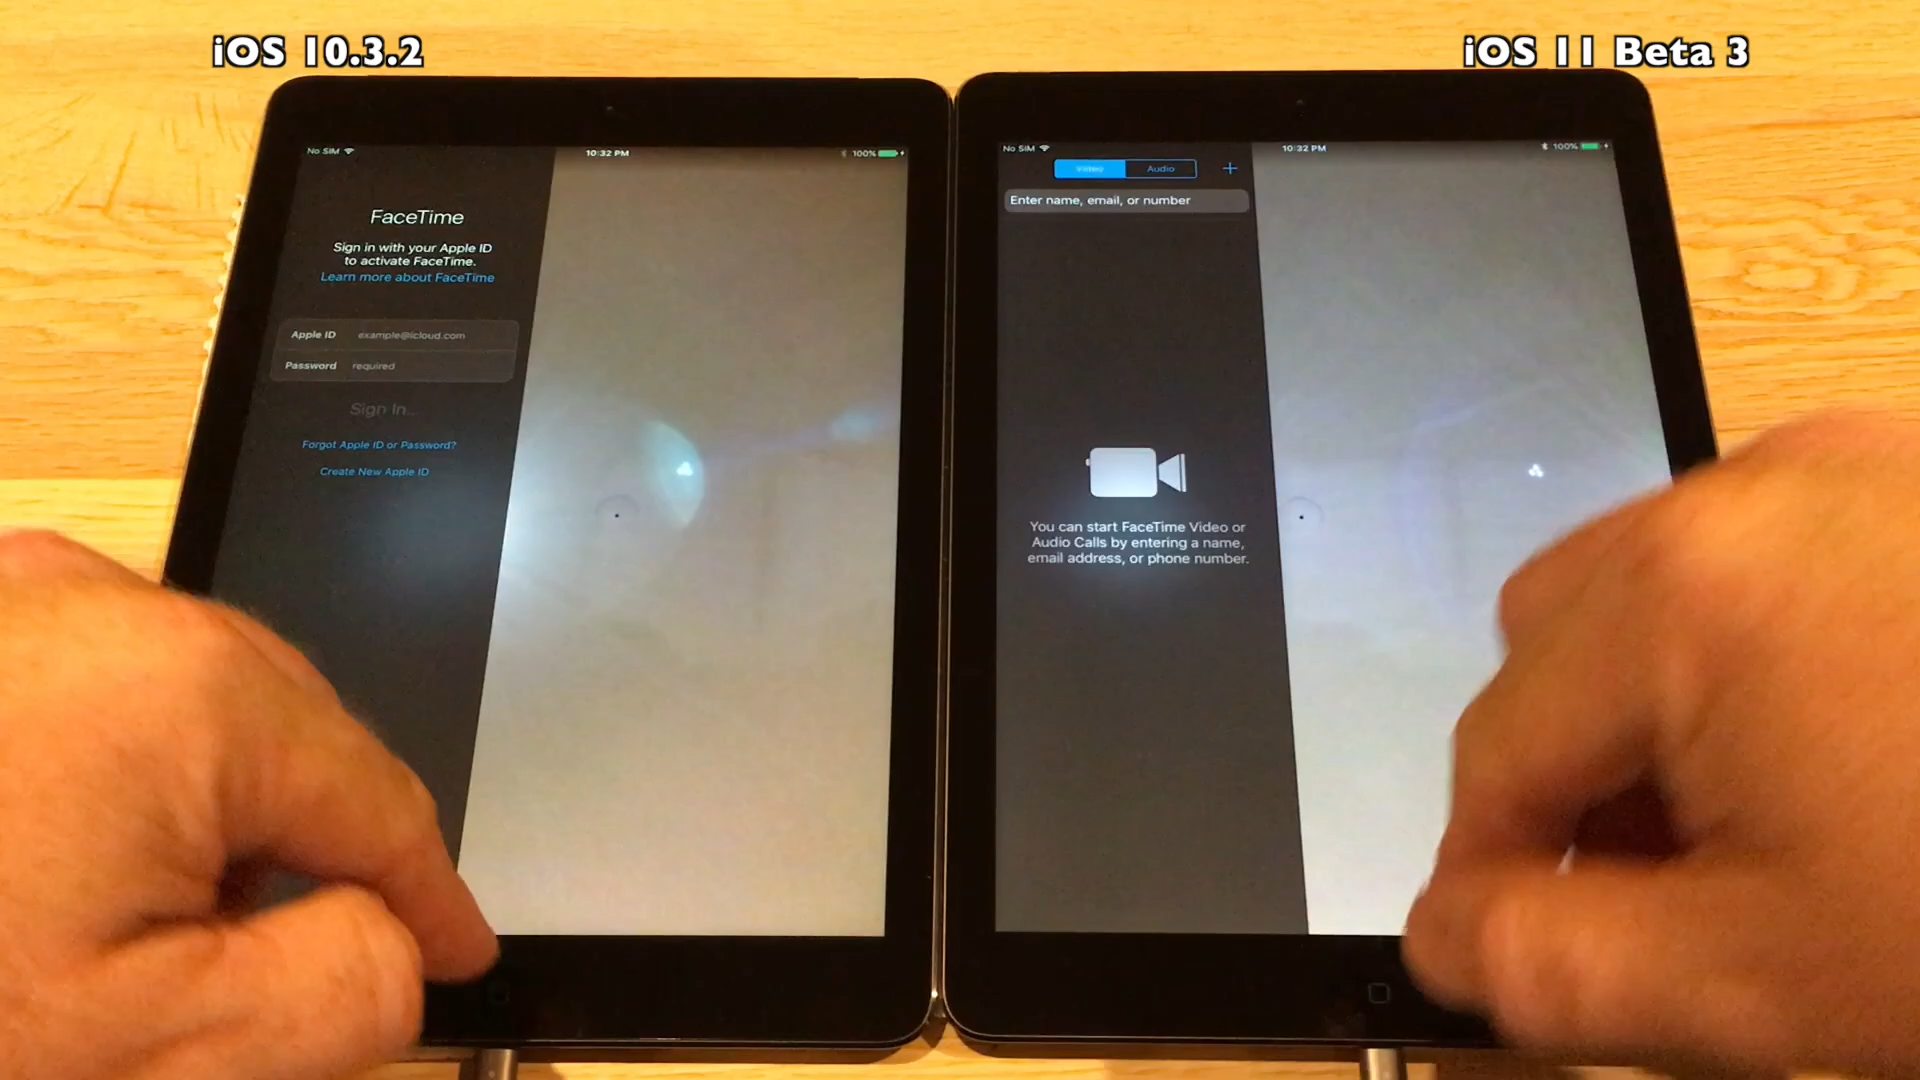 iOS 10.3.2
iOS 11 Beta 3
No SIM
10:32 PM
100%
FaceTime
Sign in with your Apple ID
to activate FaceTime.
Learn more about FaceTime
Apple ID example@icloud.com
Password required
Sign In...
Forgot Apple ID or Password?
Create New Apple ID
No SIM
10:32 PM
100%
Video
Audio
+
Enter name, email, or number
You can start FaceTime Video or
Audio Calls by entering a name,
email address, or phone number.